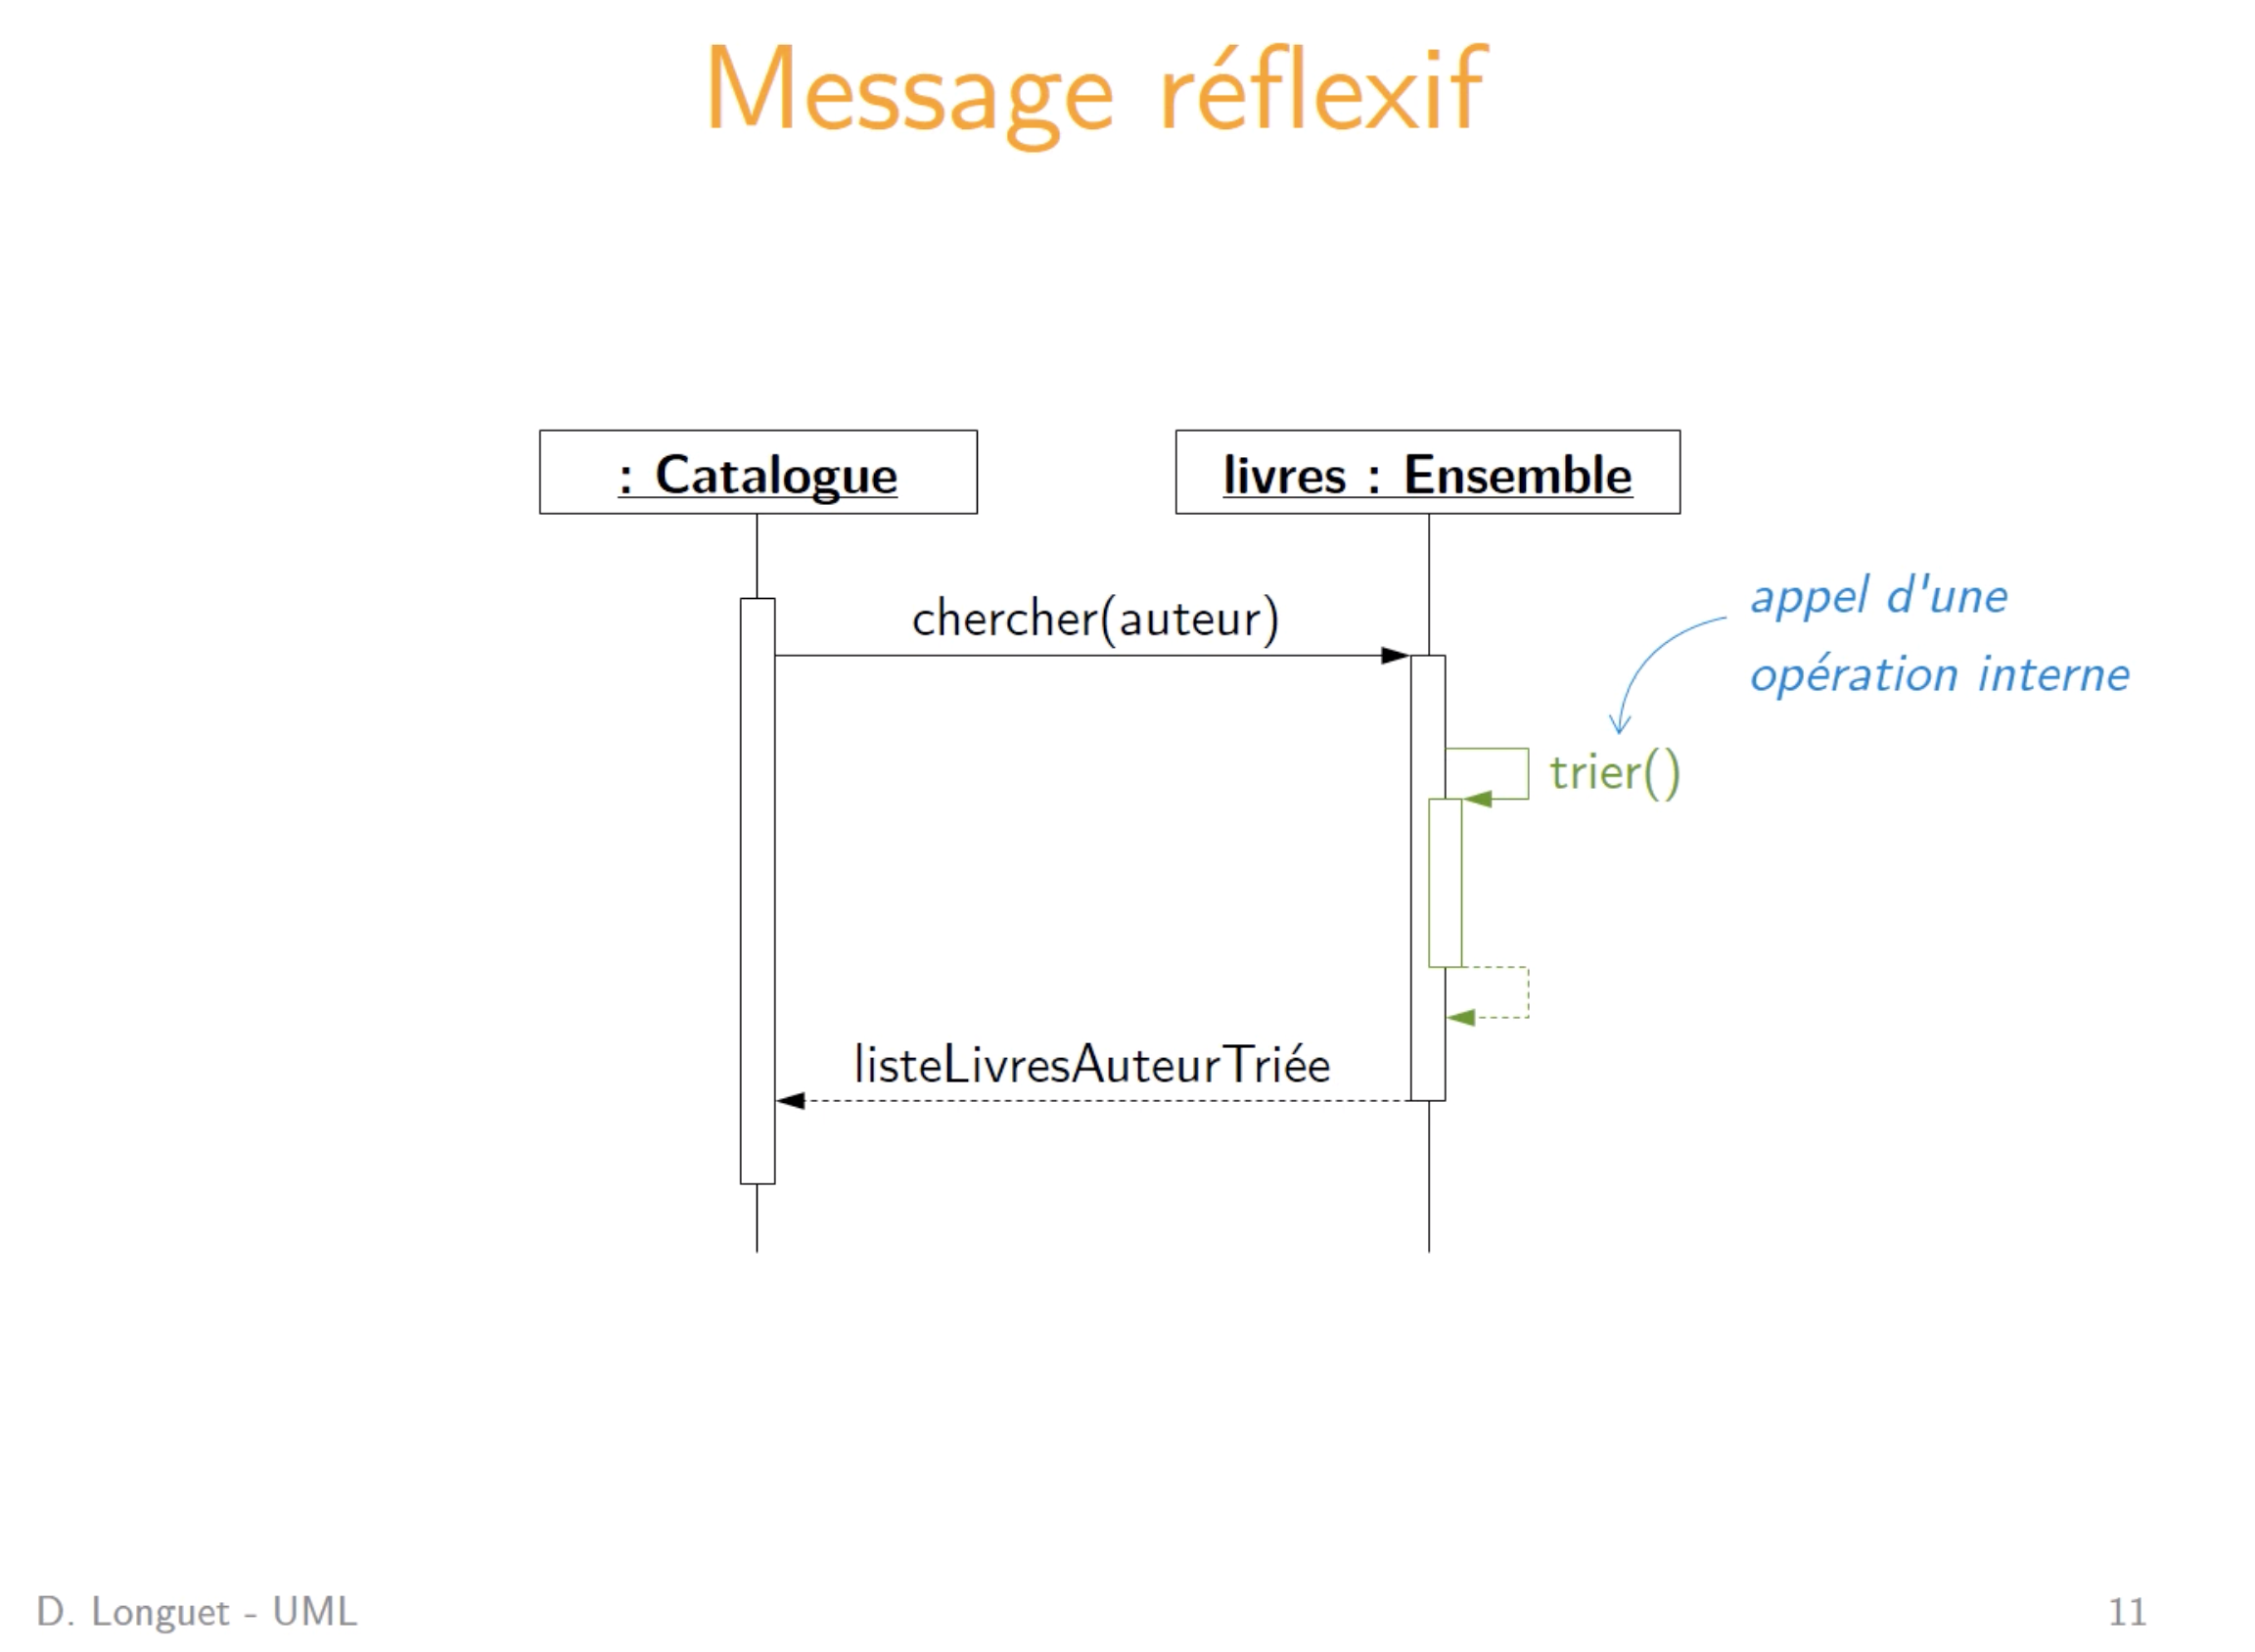 Message réflexif
: Catalogue
livres : Ensemble
chercher(auteur)
appel d'une
opération interne
trier()
listeLivresAuteurTriée
D. Longuet - UML
11